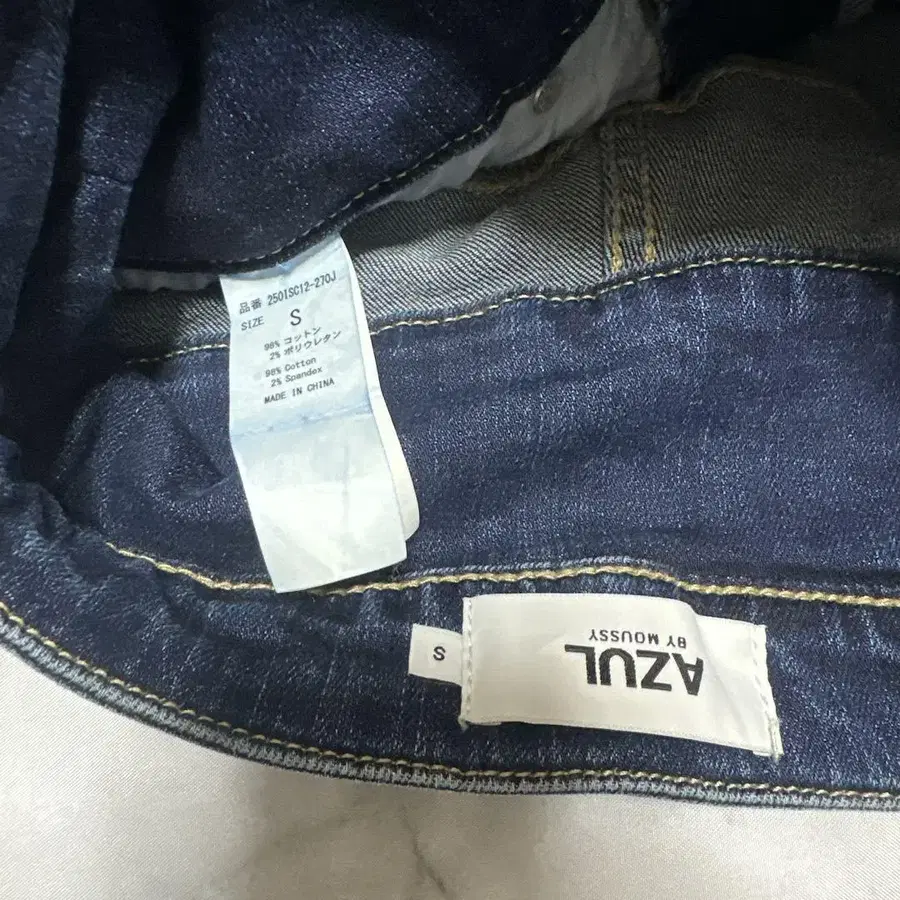 品番 250ISC12-270J
SIZE S
98% コットン
2% ポリウレタン
98% Cotton
2% Spandex
MADE IN CHINA
S
AZUL
BY MOUSSY